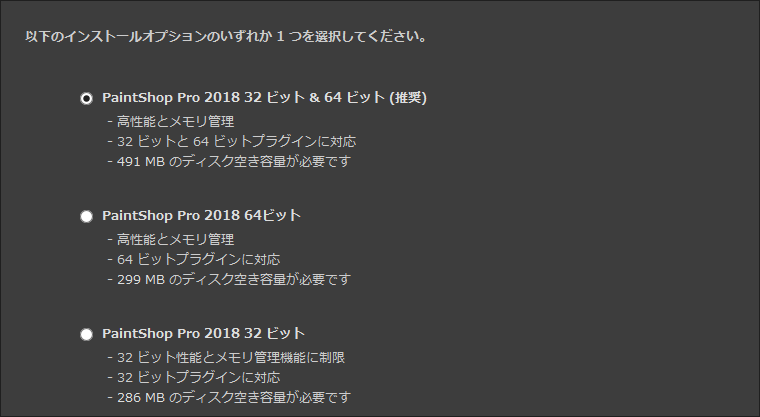 以下のインストールオプションのいずれか 1 つを選択してください。
PaintShop Pro 2018 32 ビット & 64 ビット (推奨)
- 高性能とメモリ管理
- 32 ビットと 64 ビットプラグインに対応
- 491 MB のディスク空き容量が必要です
PaintShop Pro 2018 64ビット
- 高性能とメモリ管理
- 64 ビットプラグインに対応
- 299 MB のディスク空き容量が必要です
PaintShop Pro 2018 32 ビット
- 32 ビット性能とメモリ管理機能に制限
- 32 ビットプラグインに対応
- 286 MB のディスク空き容量が必要です